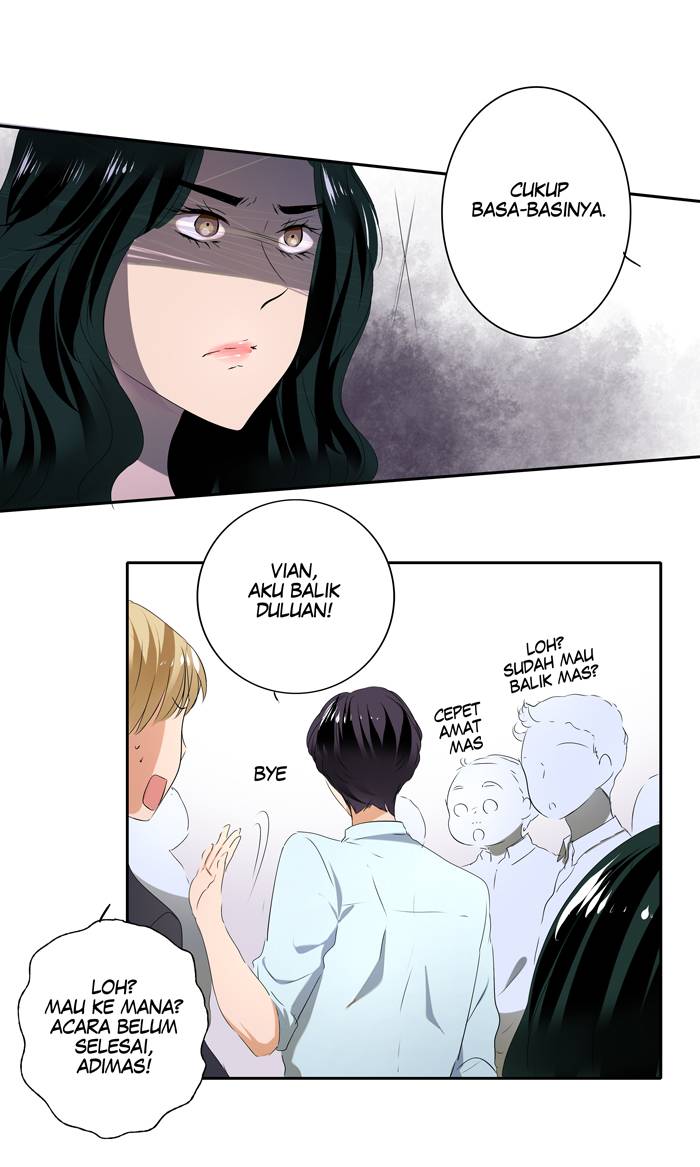 CUKUP
BASA-BASINYA.
VIAN,
AKU BALIK
DULUAN!
LOH?
SUDAH MAU
BALIK MAS?
CEPET
AMAT
MAS
BYE
LOH?
MAU KE MANA?
ACARA BELUM
SELESAI,
ADIMAS!